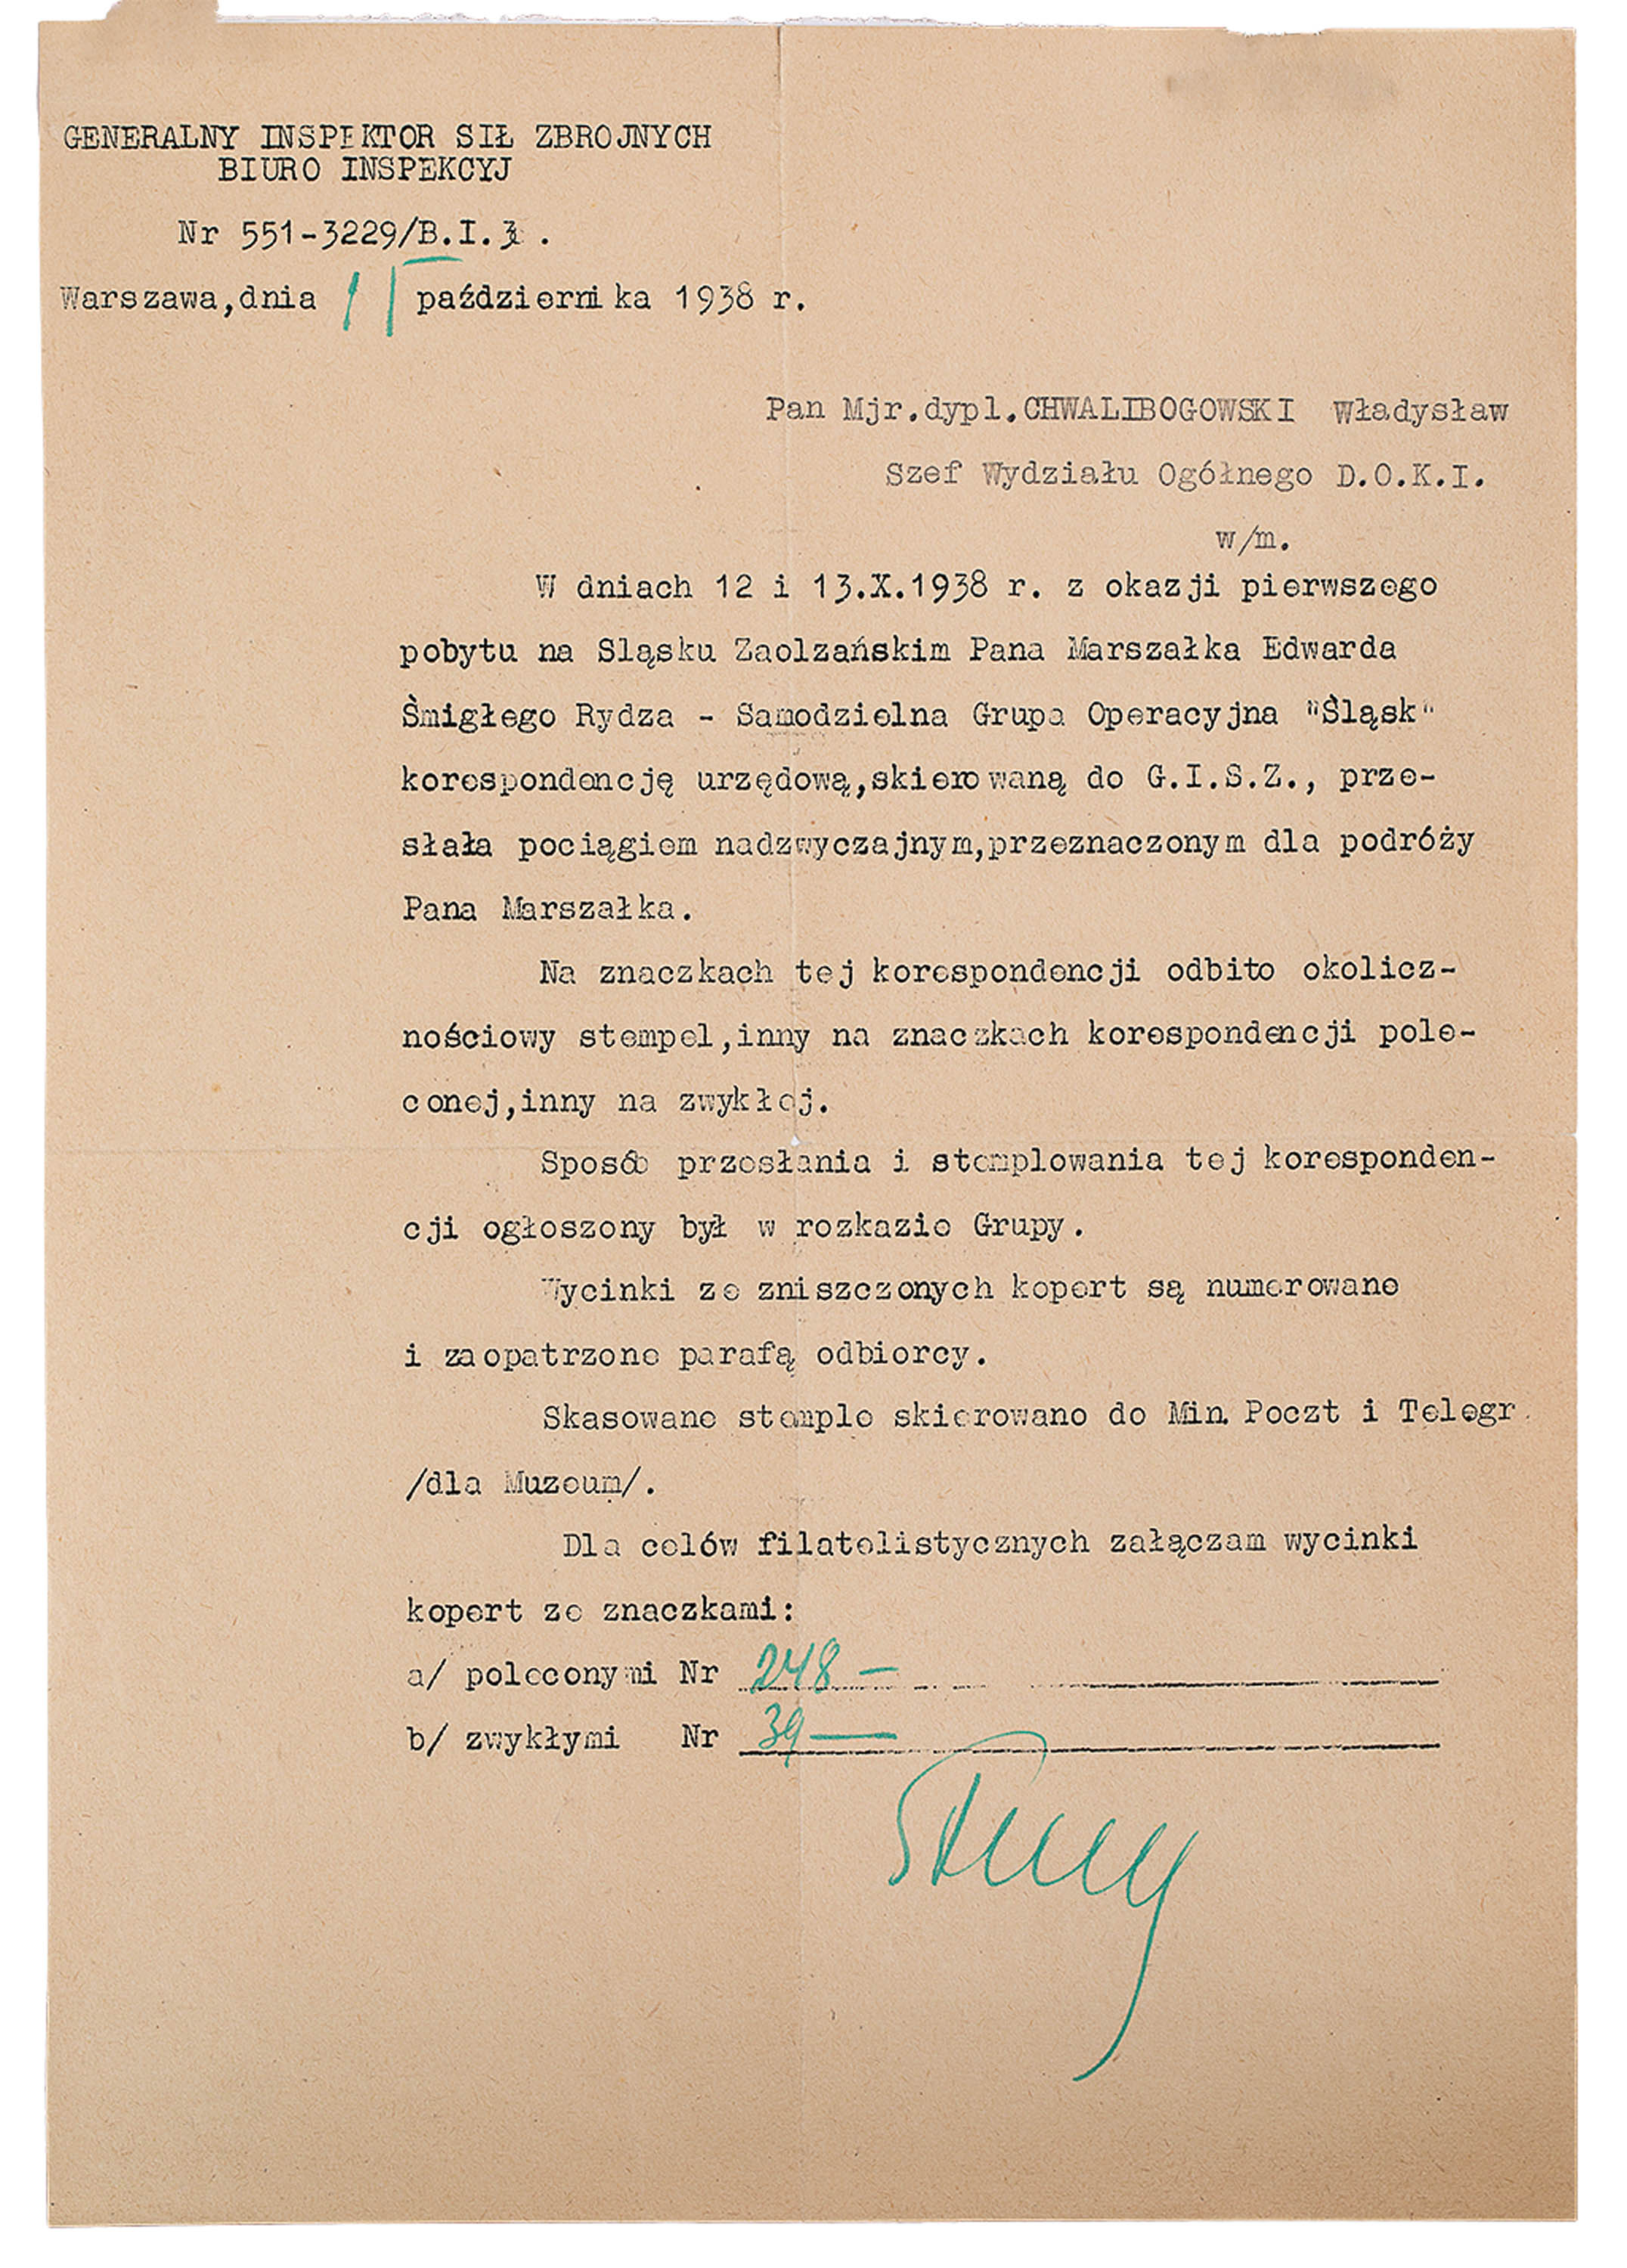 GENERALNY INSPEKTOR SIŁ ZBROJNYCH
BIURO INSPEKCYJ
Nr 551-3229/B.I.3 .
Warszawa,dnia 11 października 1938 r.
Pan Mjr.dypl.CHWALIBOGOWSKI Władysław
Szef Wydziału Ogólnego D.O.K.I.
w/m.
W dniach 12 i 13.X.1938 r. z okazji pierwszego
pobytu na Sląsku Zaolzańskim Pana Marszałka Edwarda
Śmigłego Rydza - Samodzielna Grupa Operacyjna "Śląsk"
korespondencję urzędową,skierowaną do G.I.S.Z., prze-
słała pociągiem nadzwyczajnym,przeznaczonym dla podróży
Pana Marszałka.
Na znaczkach tej korespondencji odbito okolicz-
nościowy stempel,inny na znaczkach korespondencji pole-
conej,inny na zwykłej.
Sposób przesłania i stemplowania tej koresponden-
cji ogłoszony był w rozkazie Grupy.
Wycinki ze zniszczonych kopert są numerowane
i zaopatrzone parafą odbiorcy.
Skasowane stemple skierowano do Min. Poczt i Telegr.
/dla Muzeum/.
Dla celów filatelistycznych załączam wycinki
kopert ze znaczkami:
a/ poleconymi Nr 248 —
b/ zwykłymi Nr 39 —